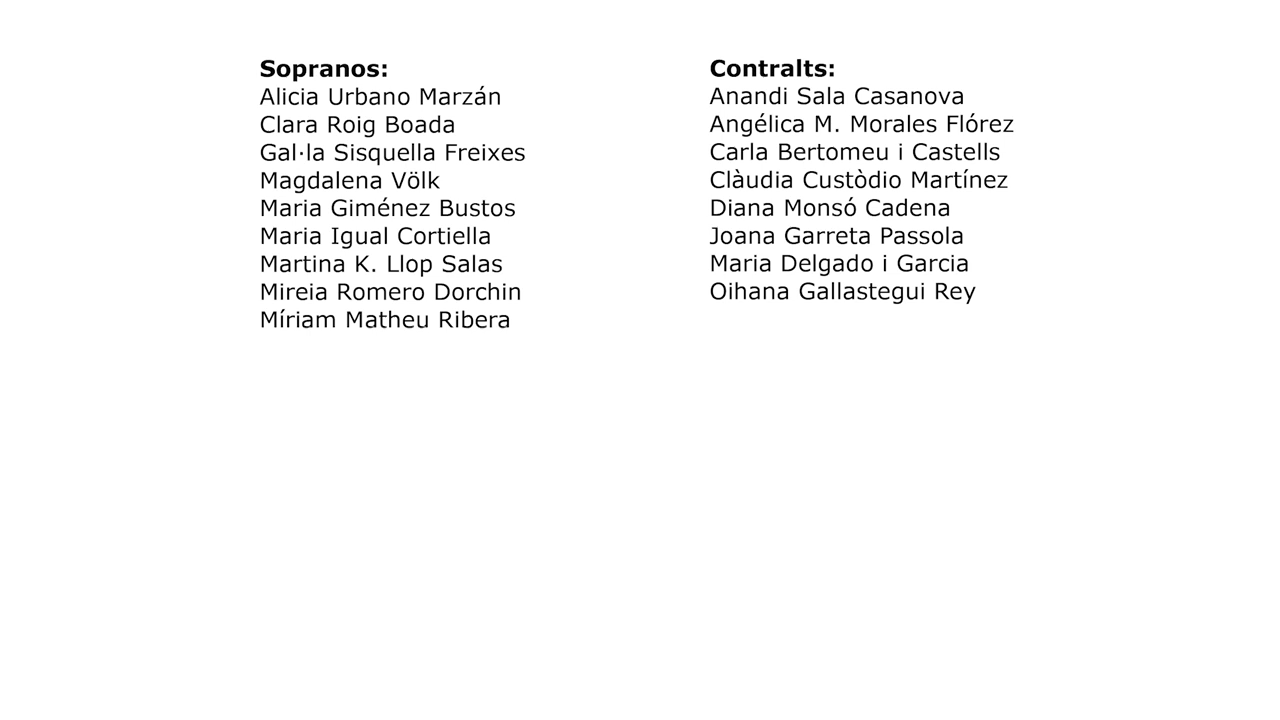 Sopranos:
Alicia Urbano Marzán
Clara Roig Boada
Gal·la Sisquella Freixes
Magdalena Völk
Maria Giménez Bustos
Maria Igual Cortiella
Martina K. Llop Salas
Mireia Romero Dorchin
Míriam Matheu Ribera
Contralts:
Anandi Sala Casanova
Angélica M. Morales Flórez
Carla Bertomeu i Castells
Clàudia Custòdio Martínez
Diana Monsó Cadena
Joana Garreta Passola
Maria Delgado i Garcia
Oihana Gallastegui Rey